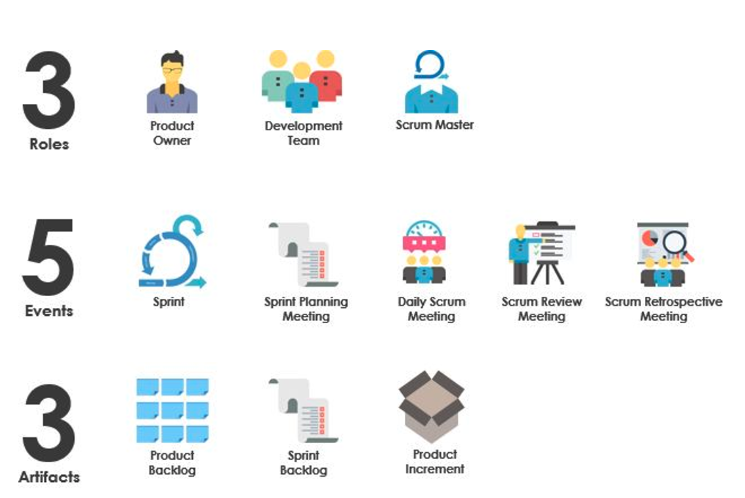 3
Roles
Product
Owner
Development
Team
Scrum Master
5
Events
Sprint
Sprint Planning
Meeting
Daily Scrum
Meeting
Scrum Review
Meeting
Scrum Retrospective
Meeting
3
Artifacts
Product
Backlog
Sprint
Backlog
Product
Increment